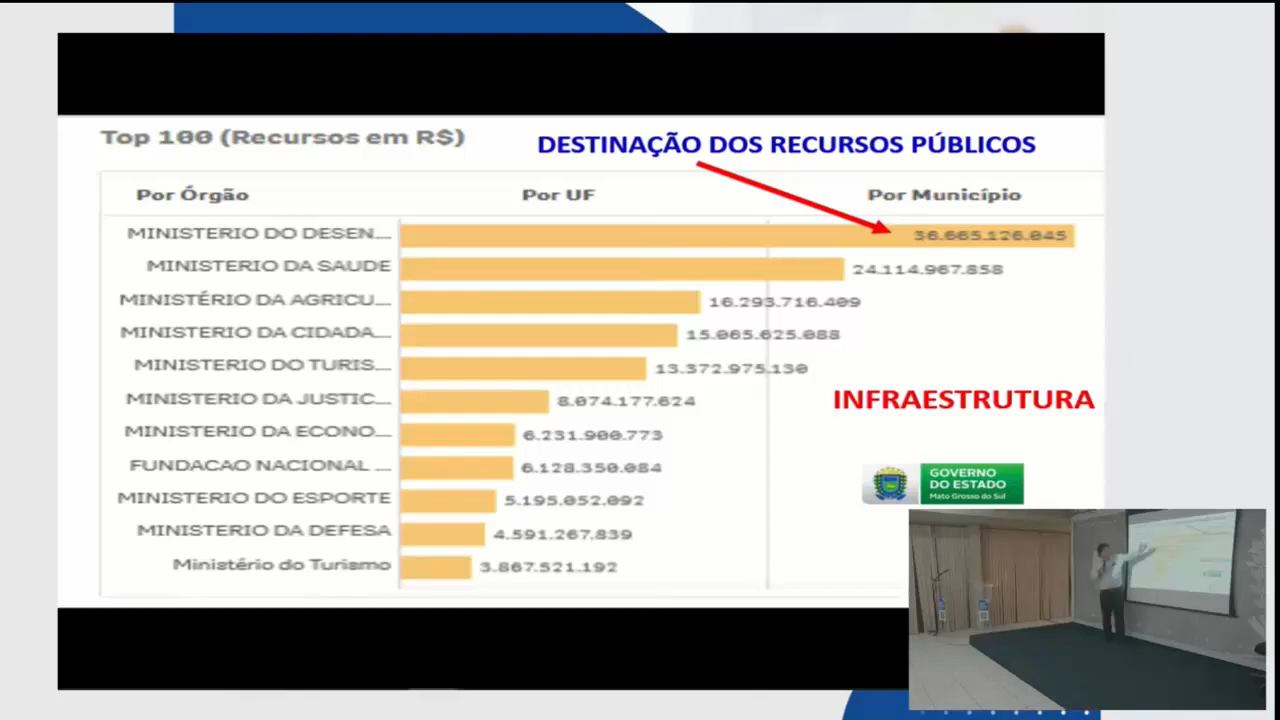 Top 100 (Recursos em R$)
DESTINAÇÃO DOS RECURSOS PÚBLICOS
Por Órgão
Por UF
Por Município
MINISTERIO DO DESEN... 36.665.126.045
MINISTERIO DA SAUDE 24.114.967.858
MINISTÉRIO DA AGRICU... 16.293.716.409
MINISTERIO DA CIDADA... 15.065.625.088
MINISTERIO DO TURIS... 13.372.975.130
MINISTERIO DA JUSTIC... 8.074.177.624
MINISTERIO DA ECONO... 6.231.900.773
FUNDACAO NACIONAL ... 6.128.350.084
MINISTERIO DO ESPORTE 5.195.052.092
MINISTERIO DA DEFESA 4.591.267.839
Ministério do Turismo 3.867.521.192
INFRAESTRUTURA
GOVERNO
DO ESTADO
Mato Grosso do Sul